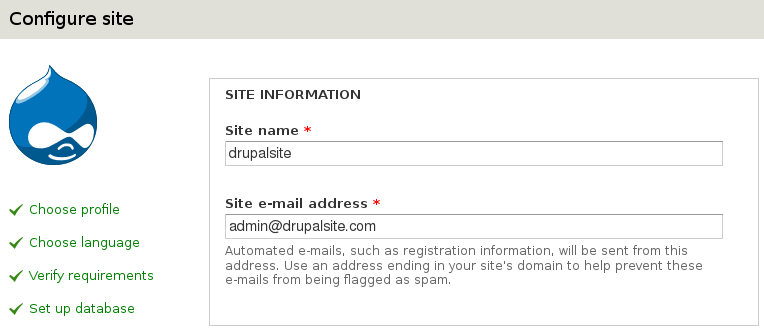 Configure site
SITE INFORMATION
Site name *
drupalsite
Site e-mail address *
admin@drupalsite.com
Automated e-mails, such as registration information, will be sent from this
address. Use an address ending in your site's domain to help prevent these
e-mails from being flagged as spam.
Choose profile
Choose language
Verify requirements
Set up database